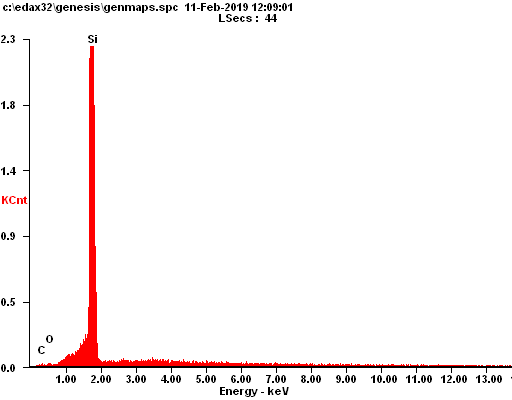 c:\edax32\genesis\genmaps.spc 11-Feb-2019 12:09:01
LSecs : 44
2.3
Si
1.8
1.4
KCnt
0.9
0.5
O
C
0.0
1.00 2.00 3.00 4.00 5.00 6.00 7.00 8.00 9.00 10.00 11.00 12.00 13.00
Energy - keV